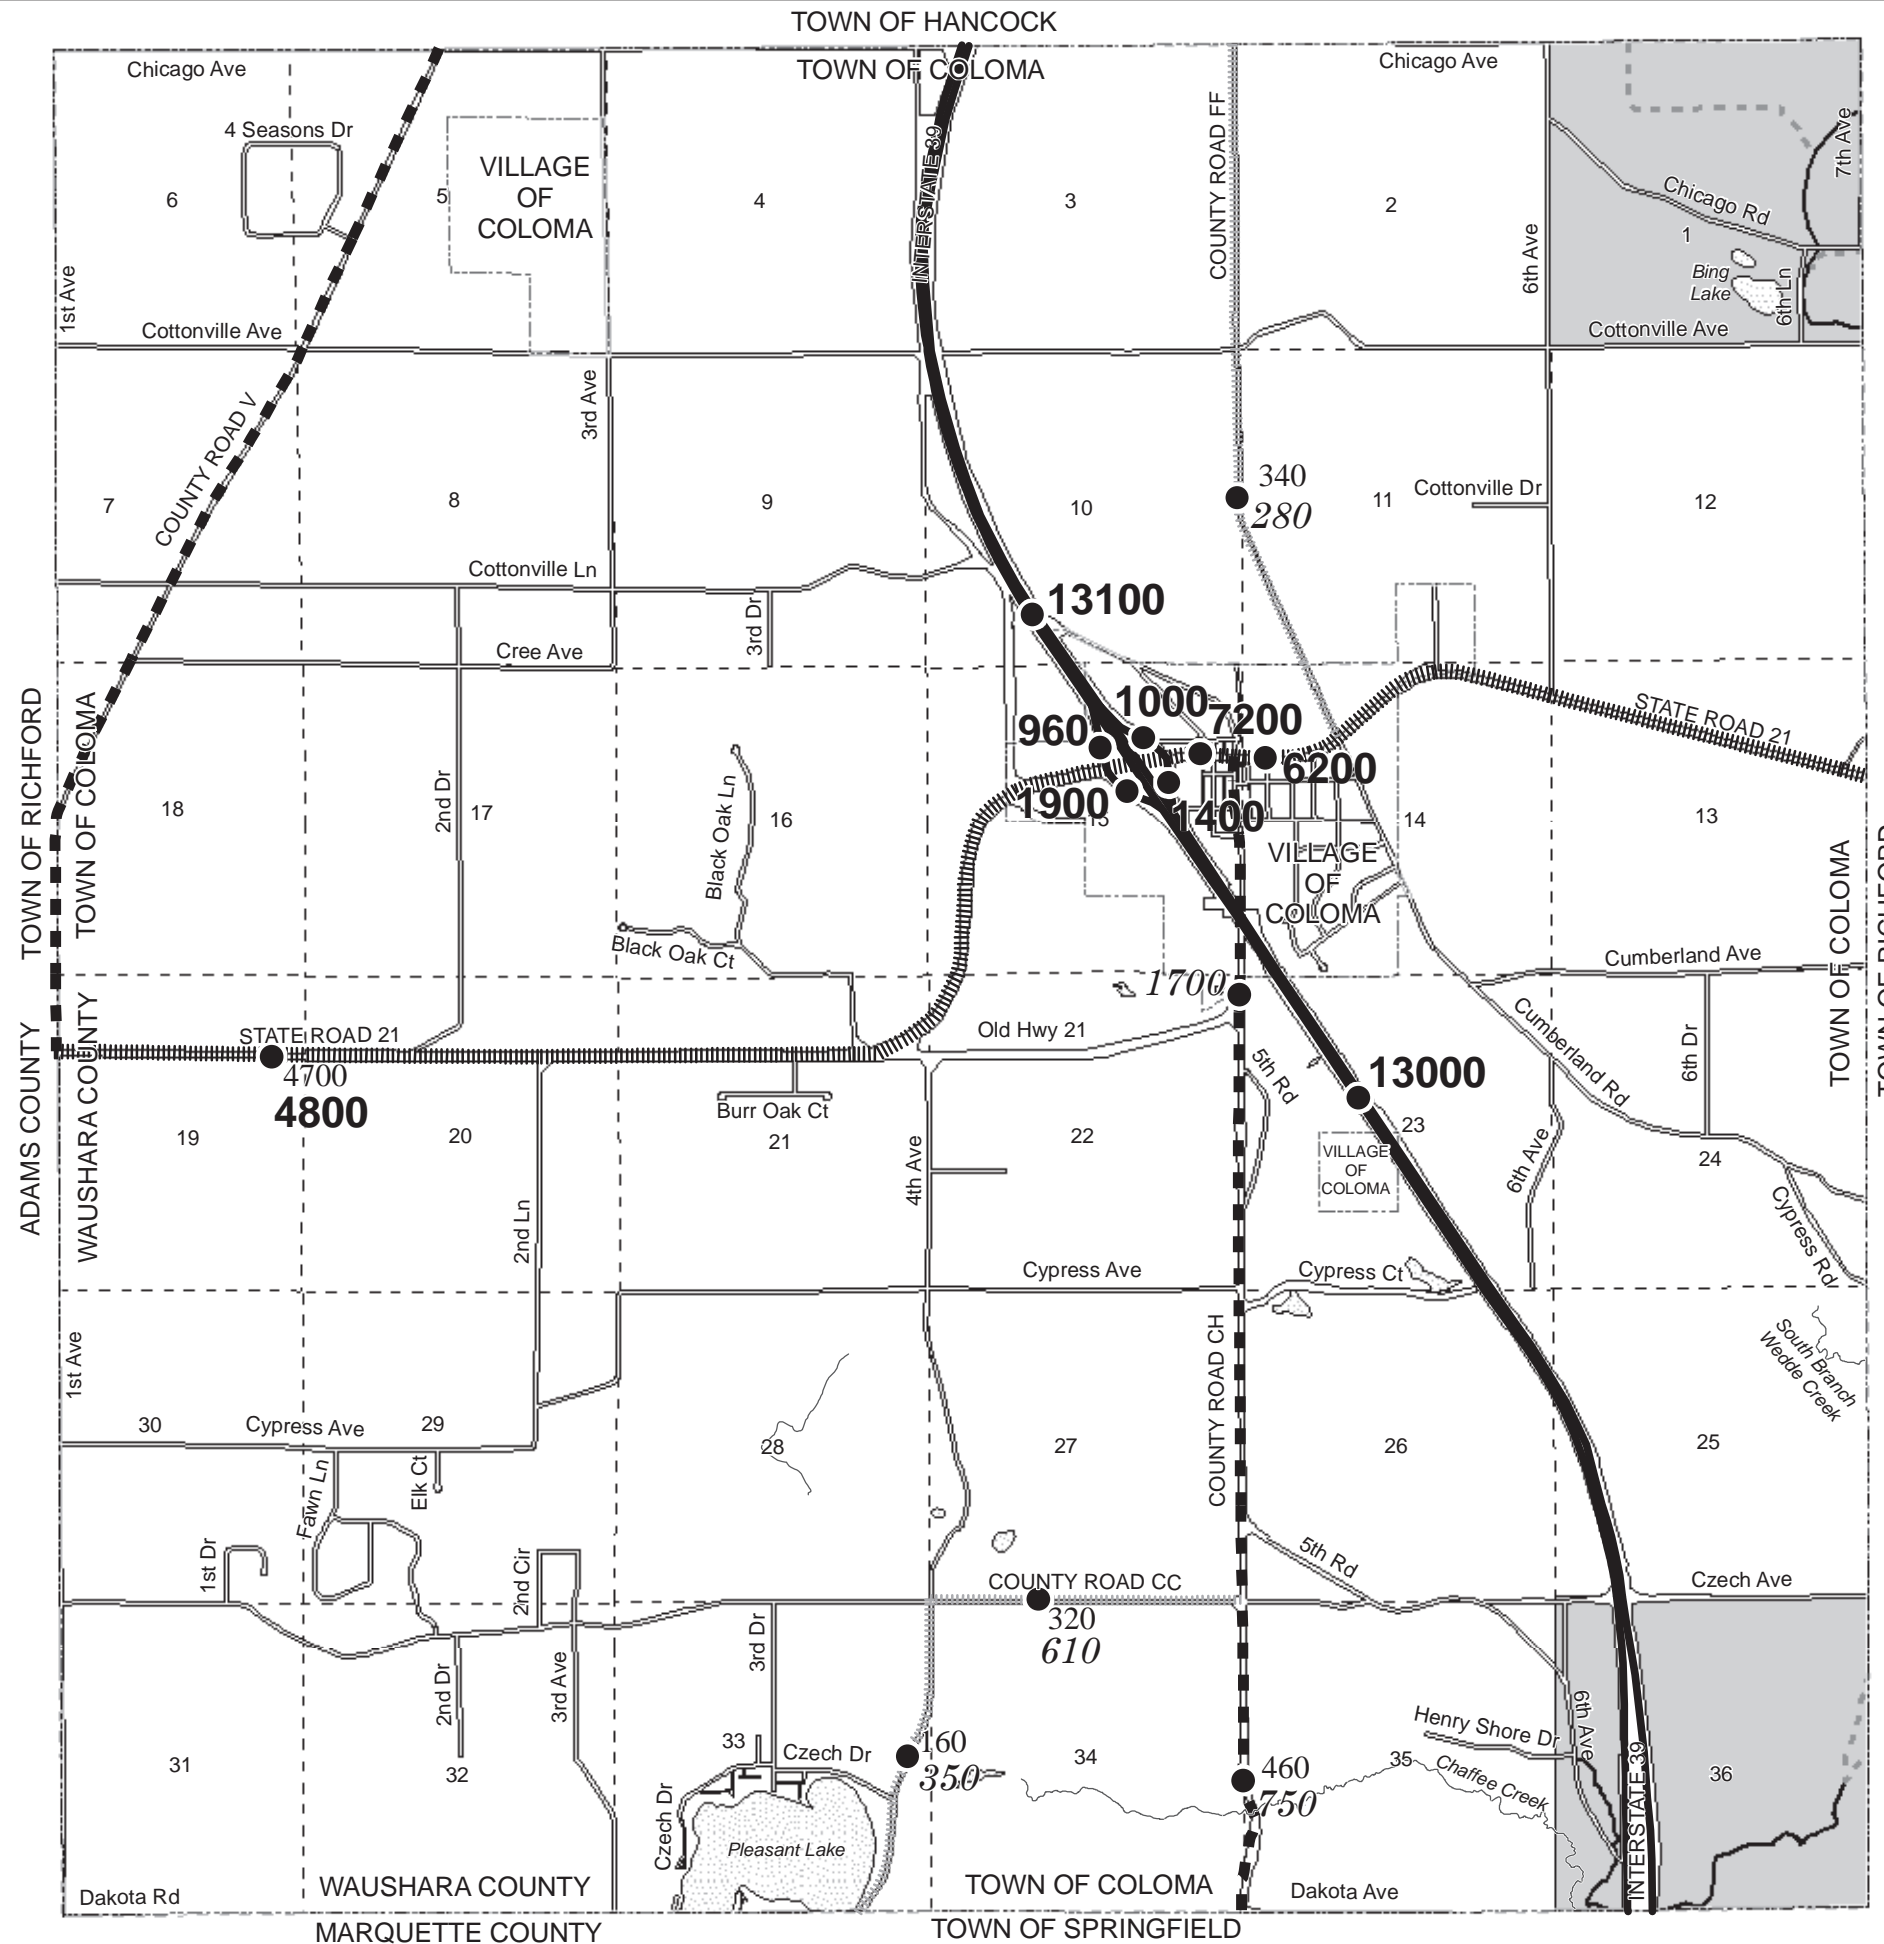 TOWN OF HANCOCK
TOWN OF COLOMA
Chicago Ave
Chicago Ave
4 Seasons Dr
VILLAGE
OF
COLOMA
6
5
4
3
2
1
INTERSTATE 39
COUNTY ROAD FF
6th Ave
7th Ave
Chicago Rd
Bing
Lake
6th Ln
1st Ave
Cottonville Ave
Cottonville Ave
COUNTY ROAD V
3rd Ave
340
280
Cottonville Dr
7
8
9
10
11
12
Cottonville Ln
3rd Dr
13100
Cree Ave
TOWN OF RICHFORD
TOWN OF COLOMA
1000
7200
960
6200
1900
1400
STATE ROAD 21
18
2nd Dr
17
Black Oak Ln
16
15
14
13
VILLAGE
OF
COLOMA
Black Oak Ct
Cumberland Ave
TOWN OF COLOMA
1700
Old Hwy 21
STATE ROAD 21
4700
4800
ADAMS COUNTY
WAUSHARA COUNTY
5th Rd
13000
Cumberland Rd
6th Dr
Burr Oak Ct
19
20
21
22
23
24
VILLAGE
OF
COLOMA
4th Ave
2nd Ln
6th Ave
Cypress Rd
Cypress Ave
Cypress Ct
1st Ave
COUNTY ROAD CH
South Branch
Wedde Creek
30
Cypress Ave
29
28
27
26
25
Fawn Ln
Elk Ct
1st Dr
2nd Cir
5th Rd
COUNTY ROAD CC
Czech Ave
320
610
2nd Dr
3rd Ave
3rd Dr
6th Ave
Henry Shore Dr
160
350
460
750
31
32
33
Czech Dr
34
35
36
Chaffee Creek
Czech Dr
Pleasant Lake
INTERSTATE 39
Dakota Rd
WAUSHARA COUNTY
TOWN OF COLOMA
Dakota Ave
MARQUETTE COUNTY
TOWN OF SPRINGFIELD